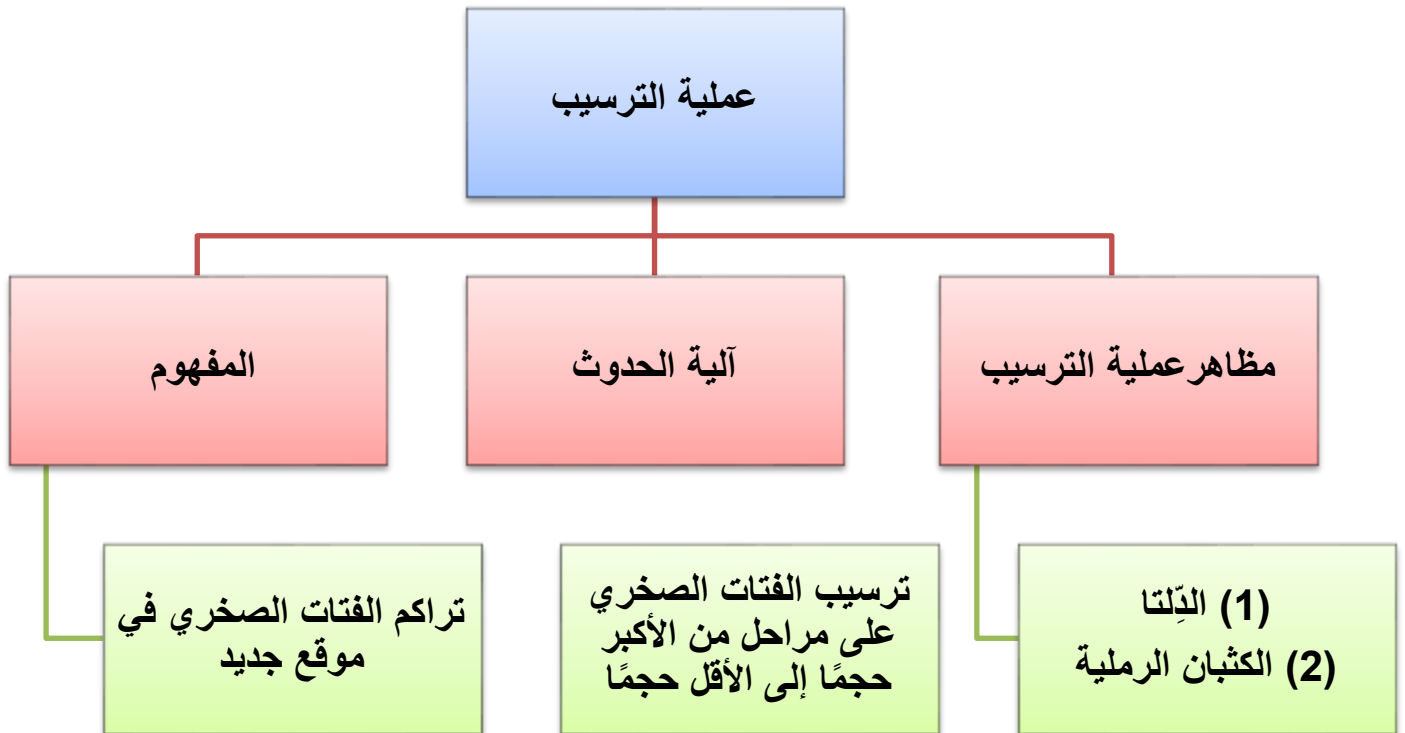 عملية الترسيب
مظاهرعملية الترسيب
آلية الحدوث
المفهوم
(1) الدِّلتا
(2) الكثبان الرملية
ترسيب الفتات الصخري
على مراحل من الأكبر
حجمًا إلى الأقل حجمًا
تراكم الفتات الصخري في
موقع جديد